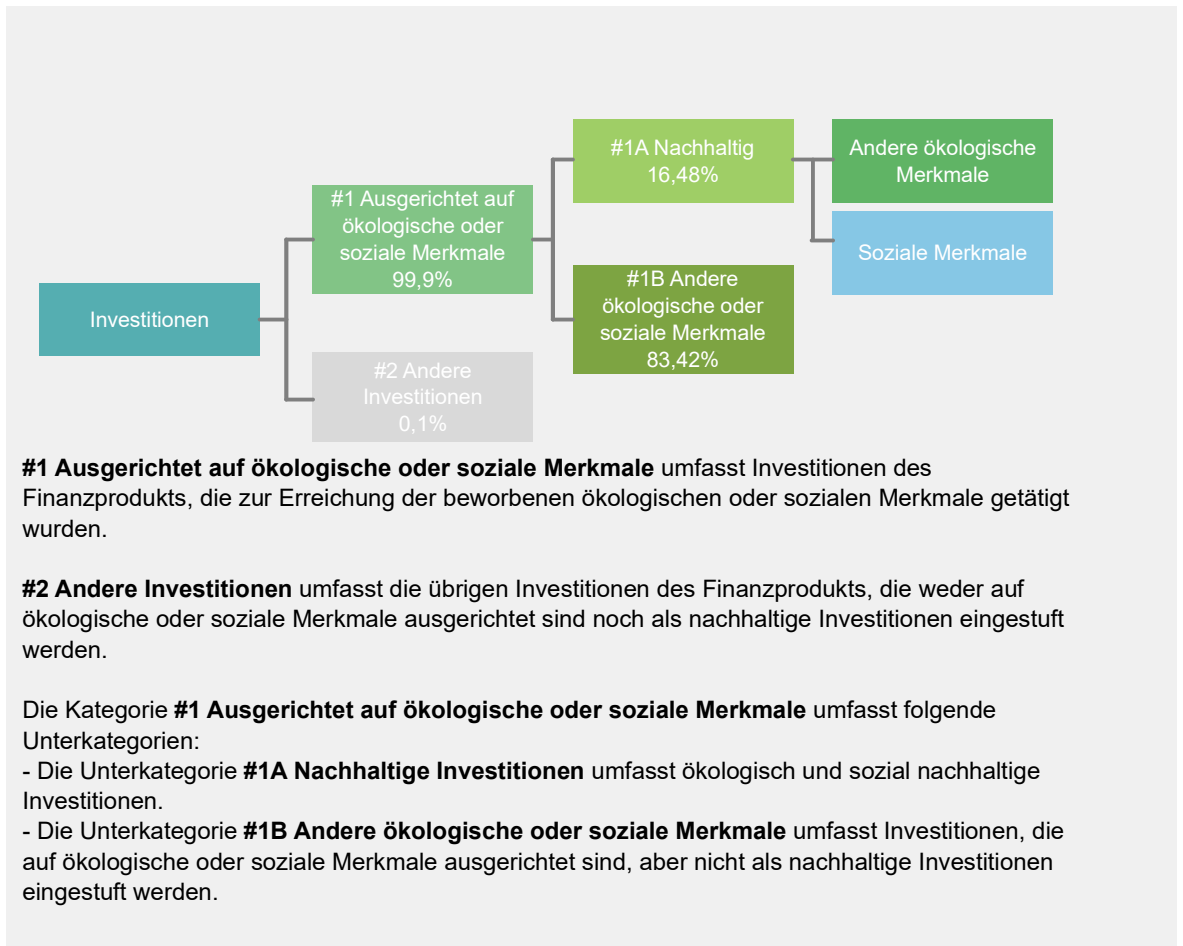 #1A Nachhaltig
16,48%
Andere ökologische
Merkmale
#1 Ausgerichtet auf
ökologische oder
soziale Merkmale
99,9%
Soziale Merkmale
#1B Andere
ökologische oder
soziale Merkmale
83,42%
Investitionen
#2 Andere
Investitionen
0,1%
#1 Ausgerichtet auf ökologische oder soziale Merkmale umfasst Investitionen des
Finanzprodukts, die zur Erreichung der beworbenen ökologischen oder sozialen Merkmale getätigt
wurden.
#2 Andere Investitionen umfasst die übrigen Investitionen des Finanzprodukts, die weder auf
ökologische oder soziale Merkmale ausgerichtet sind noch als nachhaltige Investitionen eingestuft
werden.
Die Kategorie #1 Ausgerichtet auf ökologische oder soziale Merkmale umfasst folgende
Unterkategorien:
- Die Unterkategorie #1A Nachhaltige Investitionen umfasst ökologisch und sozial nachhaltige
Investitionen.
- Die Unterkategorie #1B Andere ökologische oder soziale Merkmale umfasst Investitionen, die
auf ökologische oder soziale Merkmale ausgerichtet sind, aber nicht als nachhaltige Investitionen
eingestuft werden.